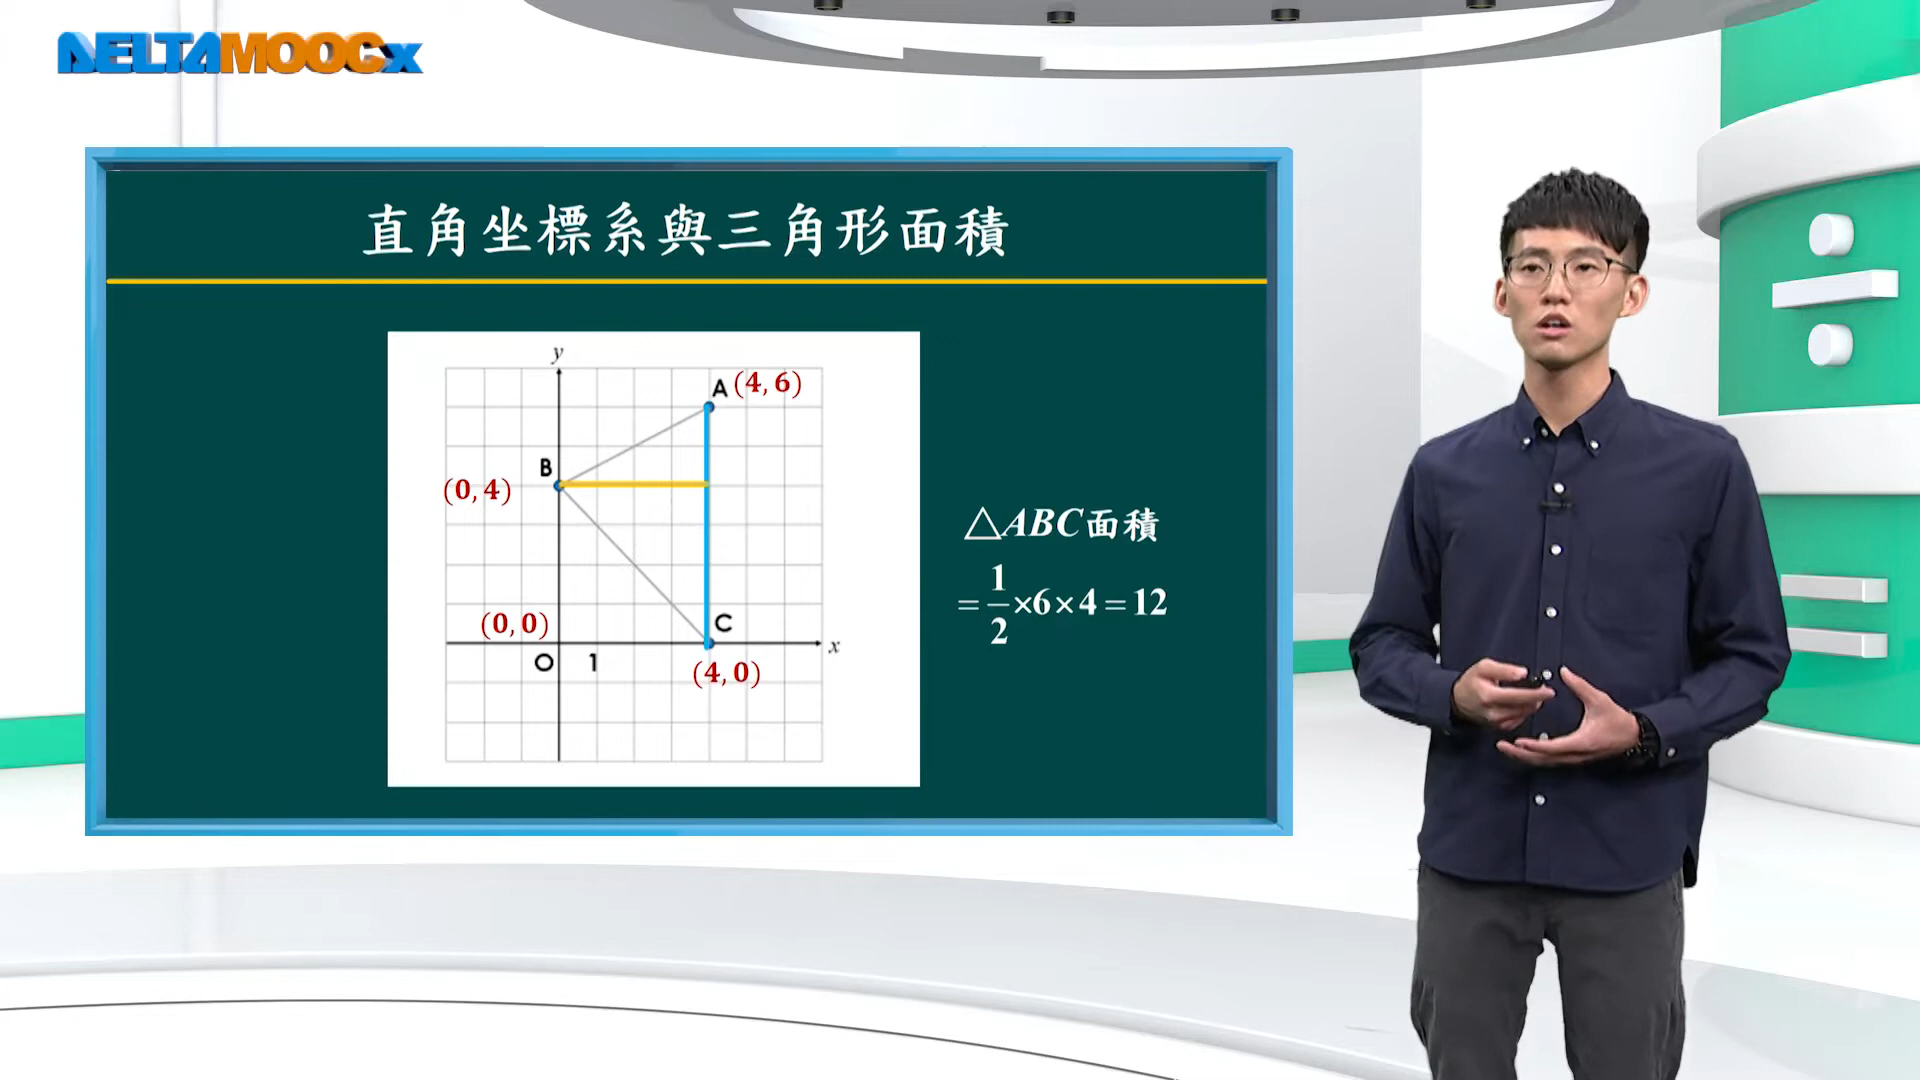 DELTAMOOCx
直角坐標系與三角形面積
y
A (4, 6)
B
(0, 4)
(0, 0)
C
x
O 1
(4, 0)
△ABC面積
=1/2×6×4=12